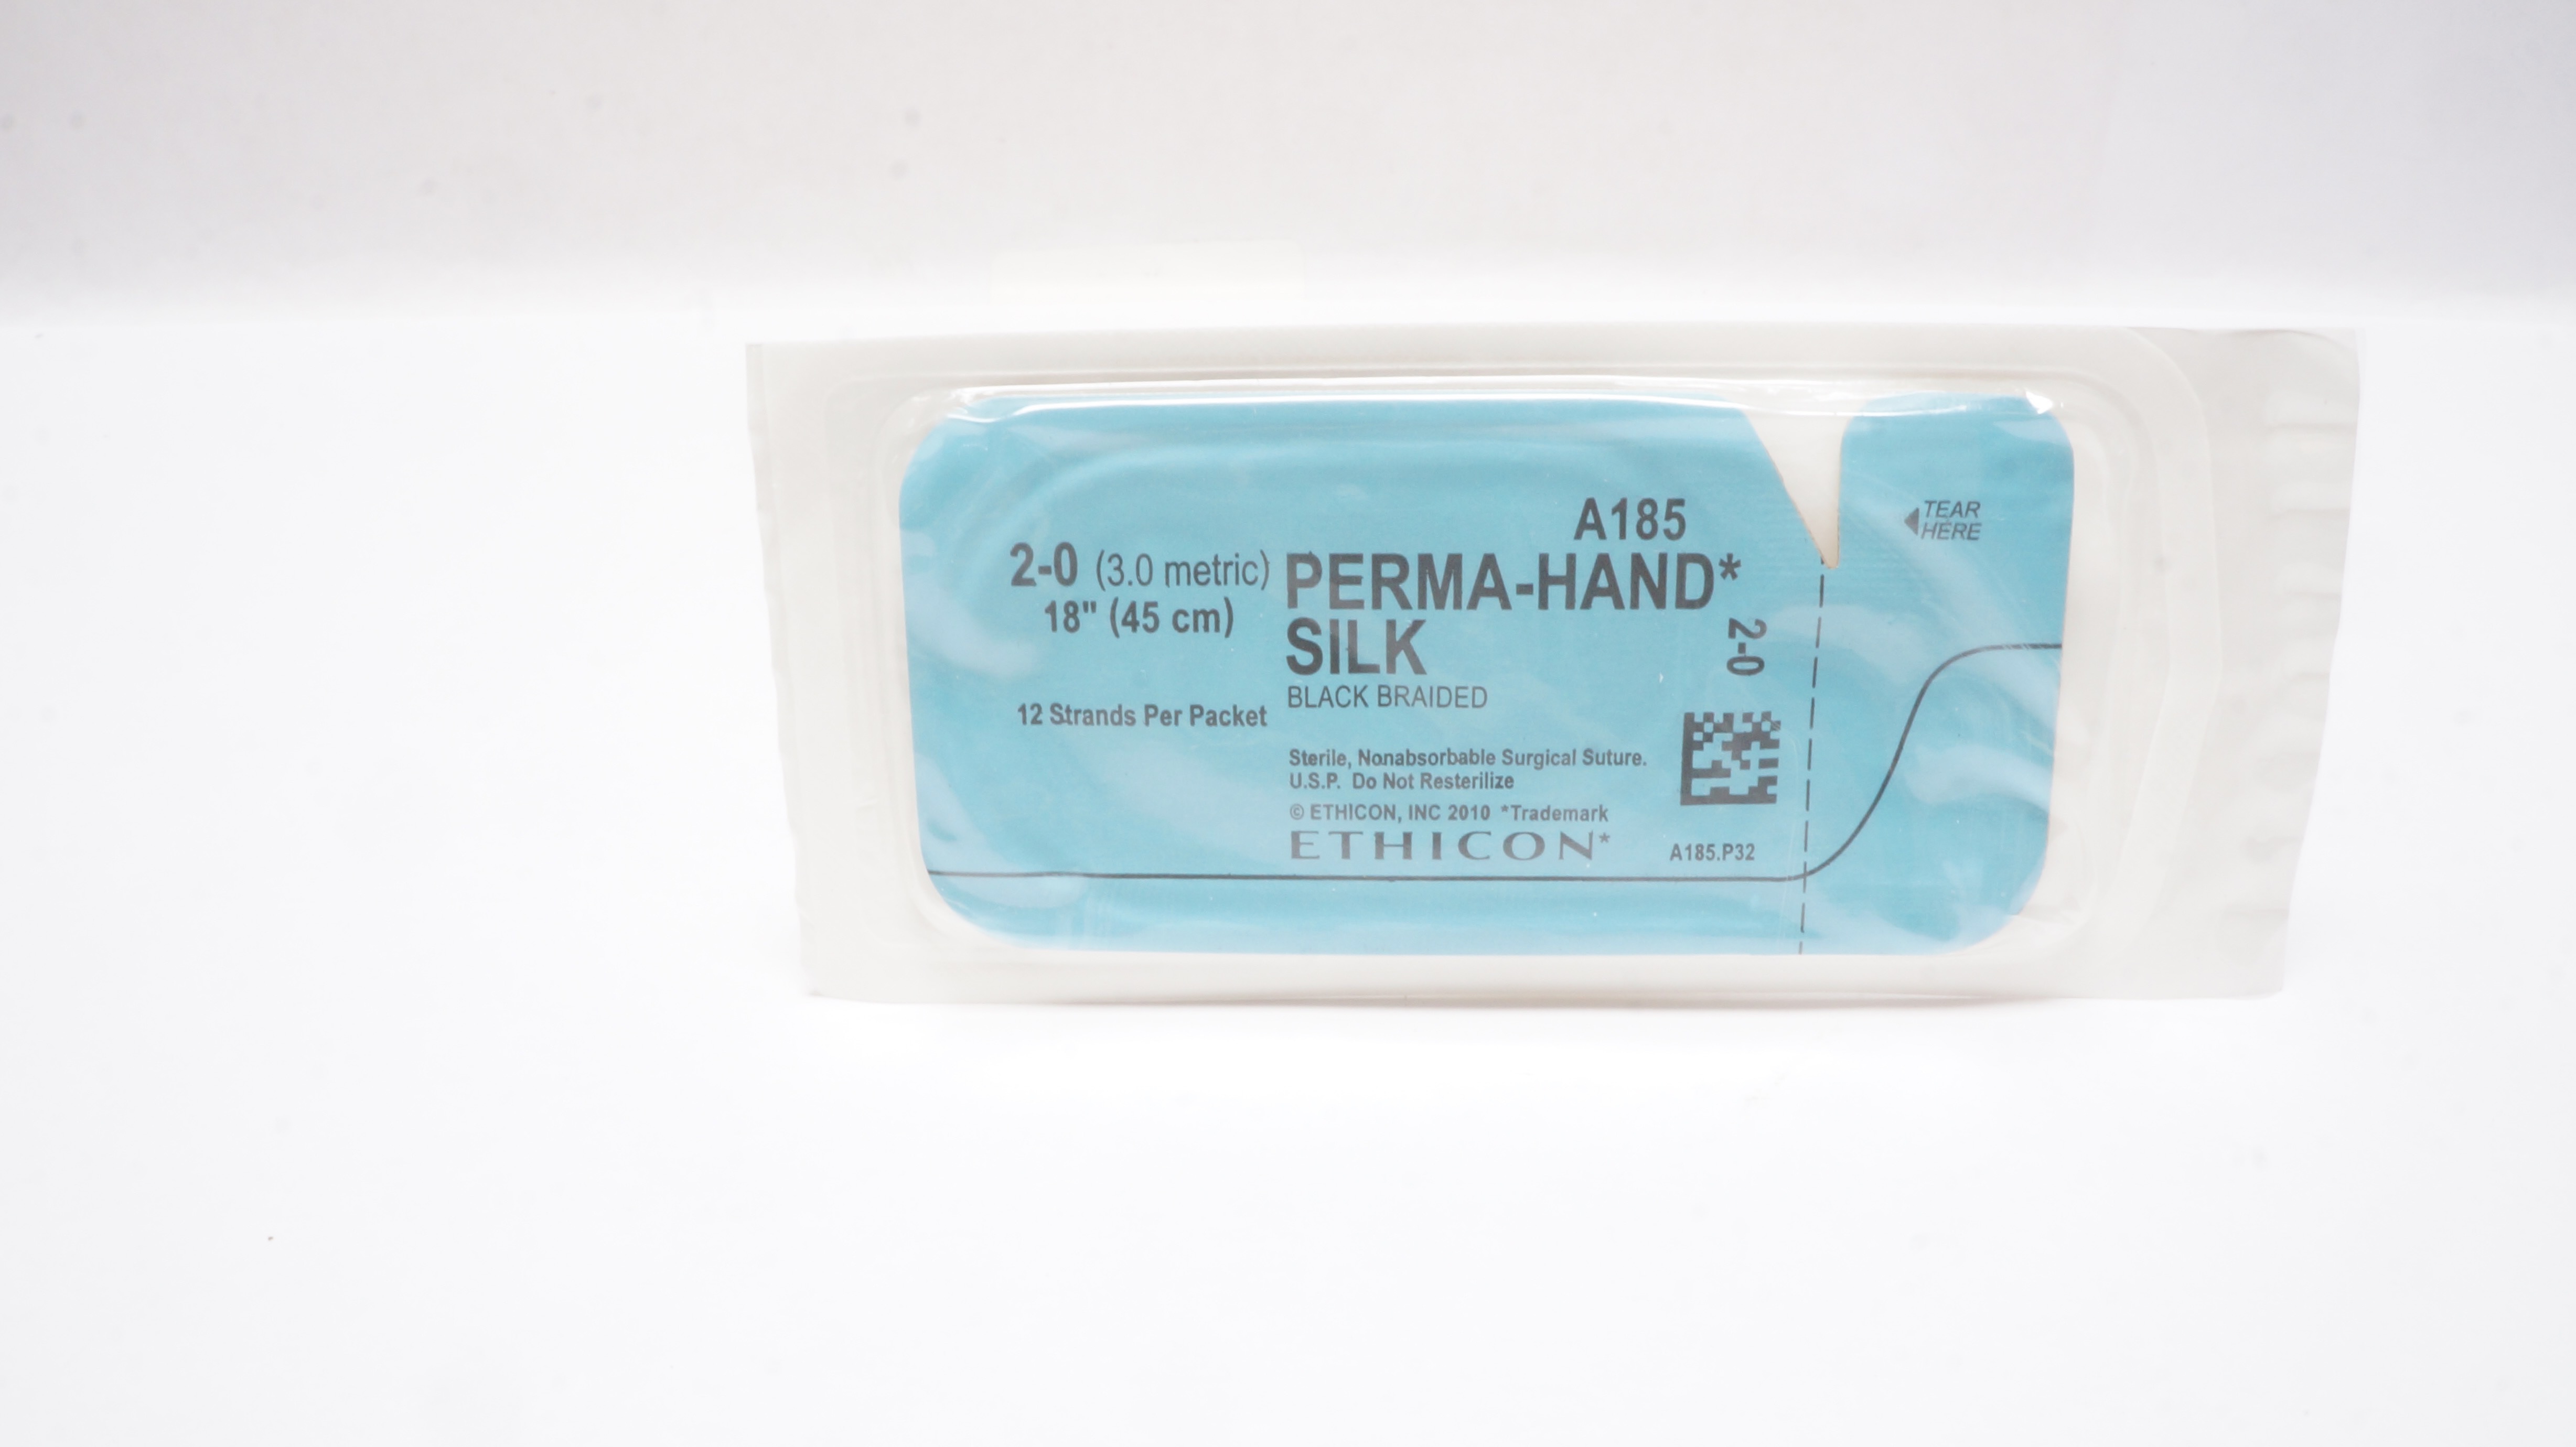 A185
2-0 (3.0 metric)
18" (45 cm)
PERMA-HAND*
SILK
BLACK BRAIDED
12 Strands Per Packet
2-0
Sterile, Nonabsorbable Surgical Suture.
U.S.P. Do Not Resterilize
© ETHICON, INC 2010 *Trademark
ETHICON*
A185.P32
TEAR
HERE